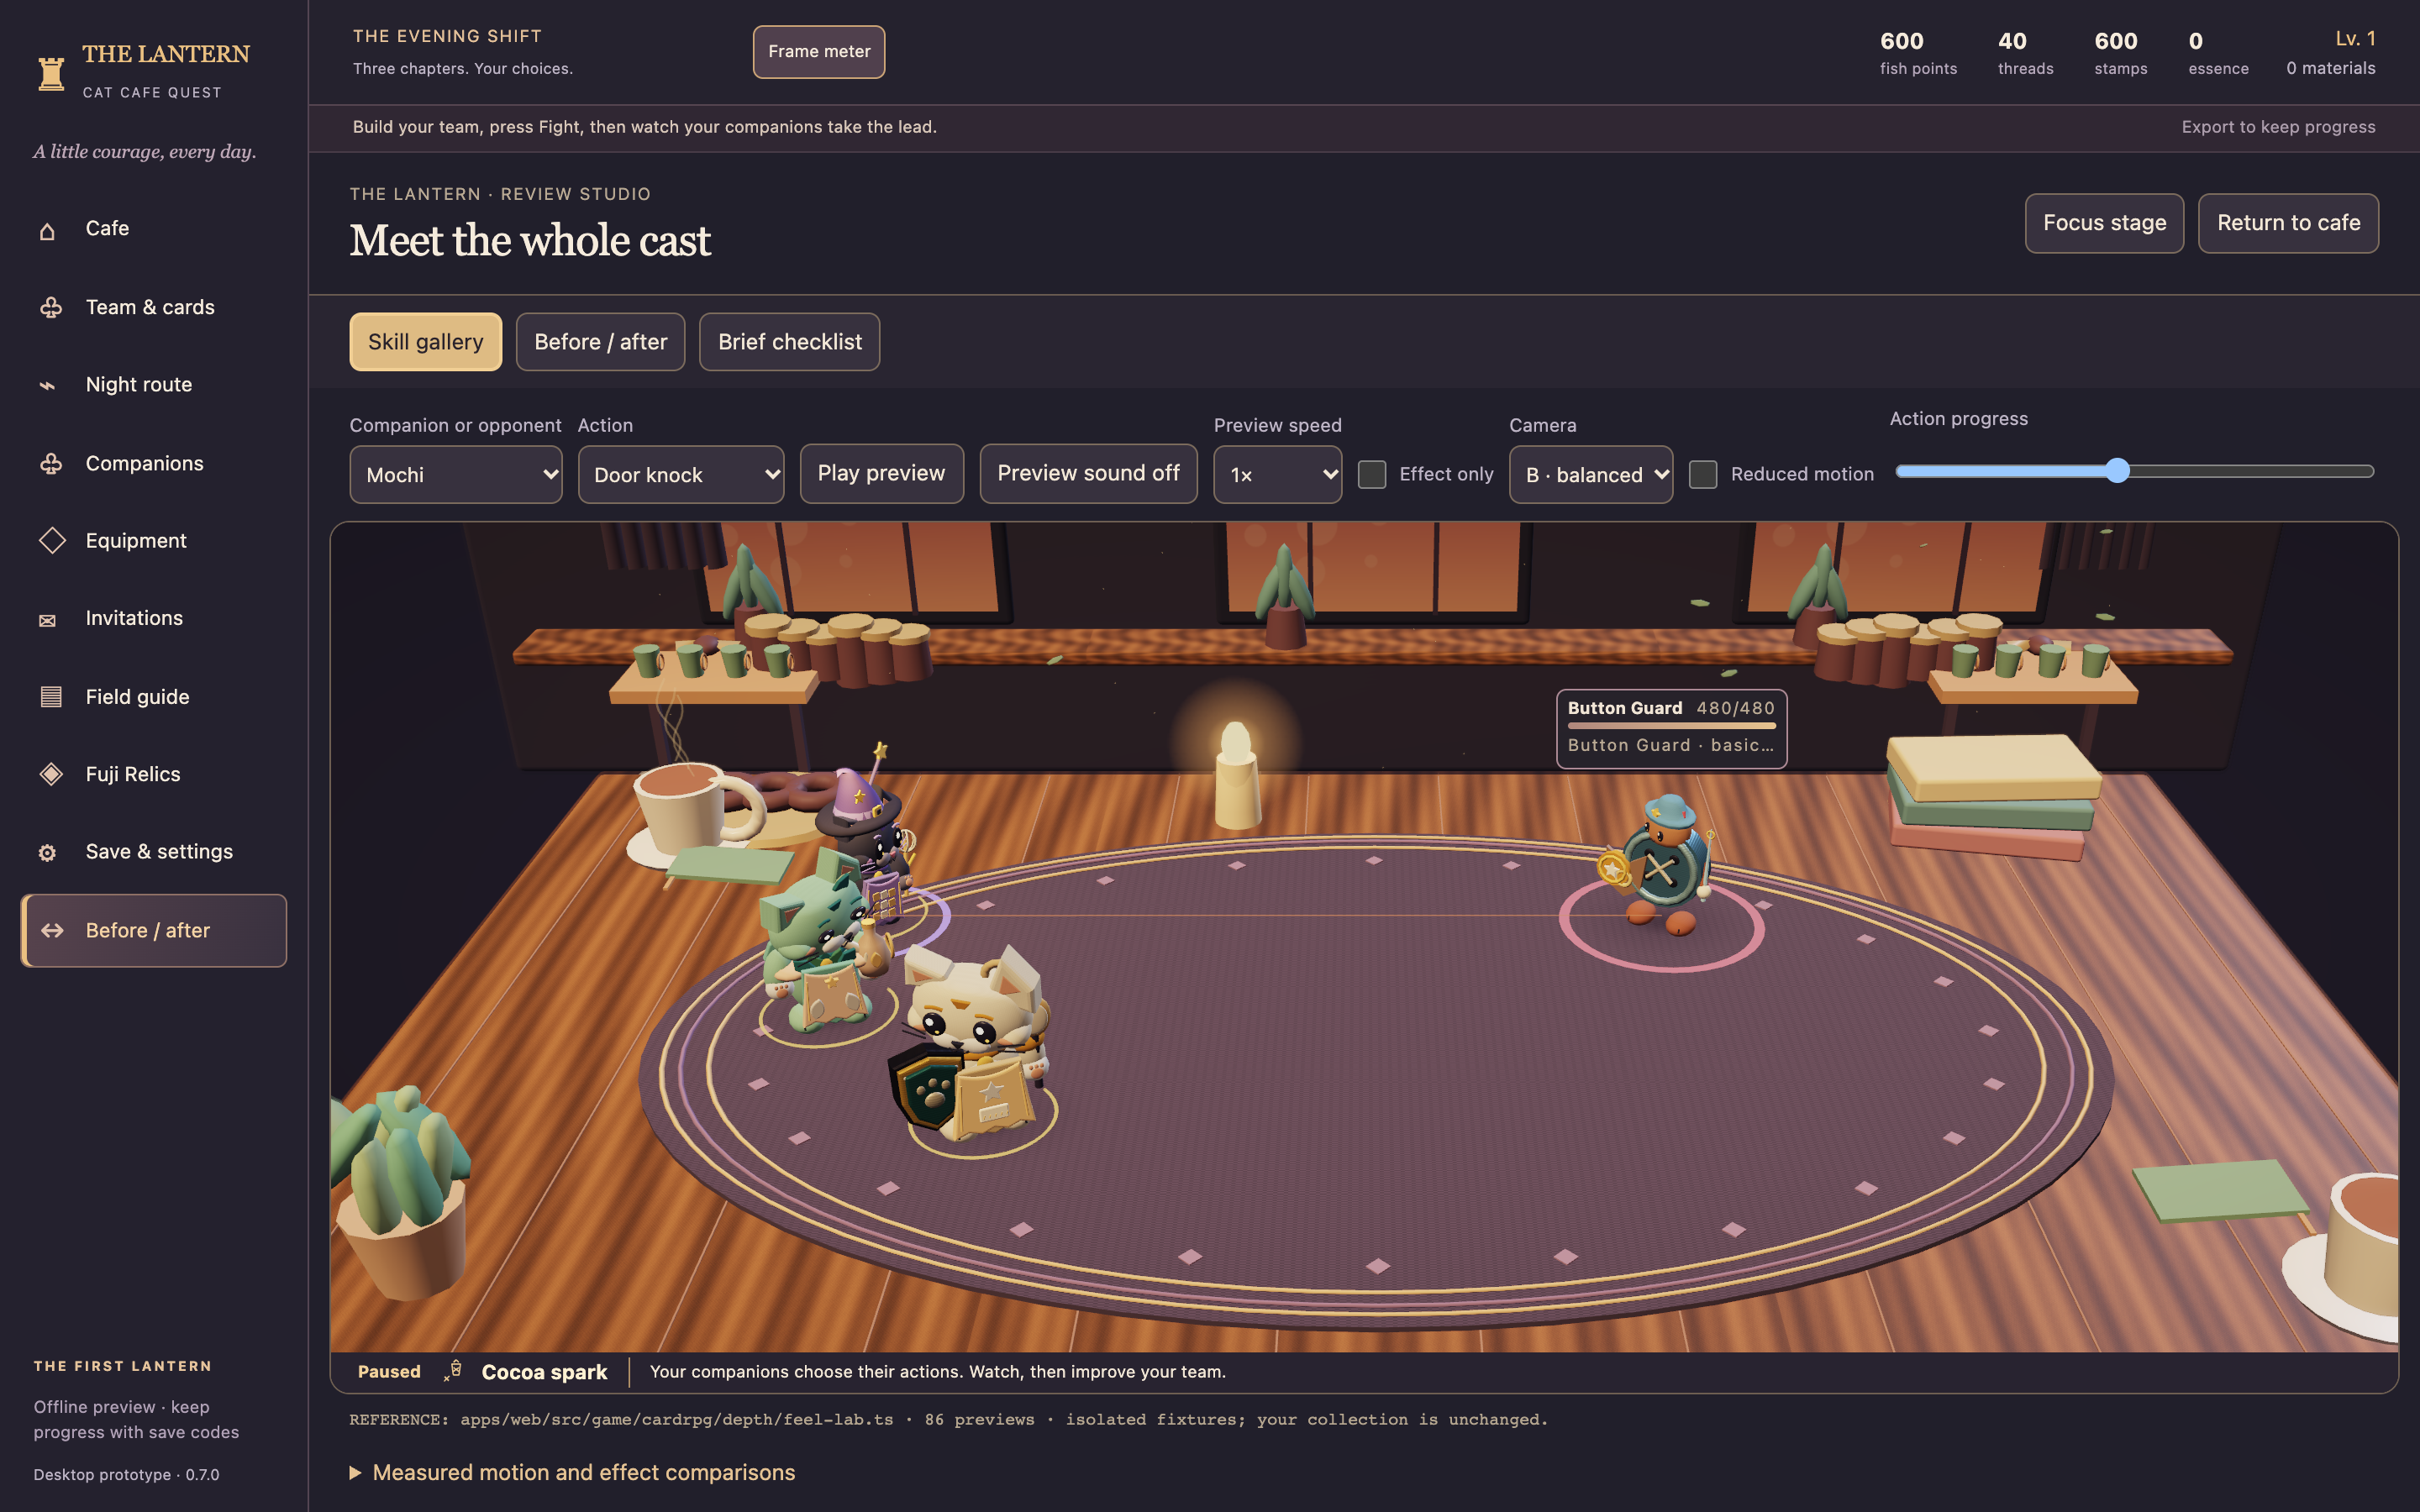 THE LANTERN
CAT CAFE QUEST
A little courage, every day.
Cafe
Team & cards
Night route
Companions
Equipment
Invitations
Field guide
Fuji Relics
Save & settings
Before / after
THE FIRST LANTERN
Offline preview · keep
progress with save codes
Desktop prototype · 0.7.0
THE EVENING SHIFT
Three chapters. Your choices.
Frame meter
600 fish points
40 threads
600 stamps
0 essence
Lv. 1
0 materials
Build your team, press Fight, then watch your companions take the lead.
Export to keep progress
THE LANTERN · REVIEW STUDIO
Meet the whole cast
Focus stage
Return to cafe
Skill gallery
Before / after
Brief checklist
Companion or opponent
Mochi
Action
Door knock
Play preview
Preview sound off
Preview speed
1×
Effect only
Camera
B · balanced
Reduced motion
Action progress
Button Guard 480/480
Button Guard · basic…
Paused
Cocoa spark
Your companions choose their actions. Watch, then improve your team.
REFERENCE: apps/web/src/game/cardrpg/depth/feel-lab.ts · 86 previews · isolated fixtures; your collection is unchanged.
Measured motion and effect comparisons